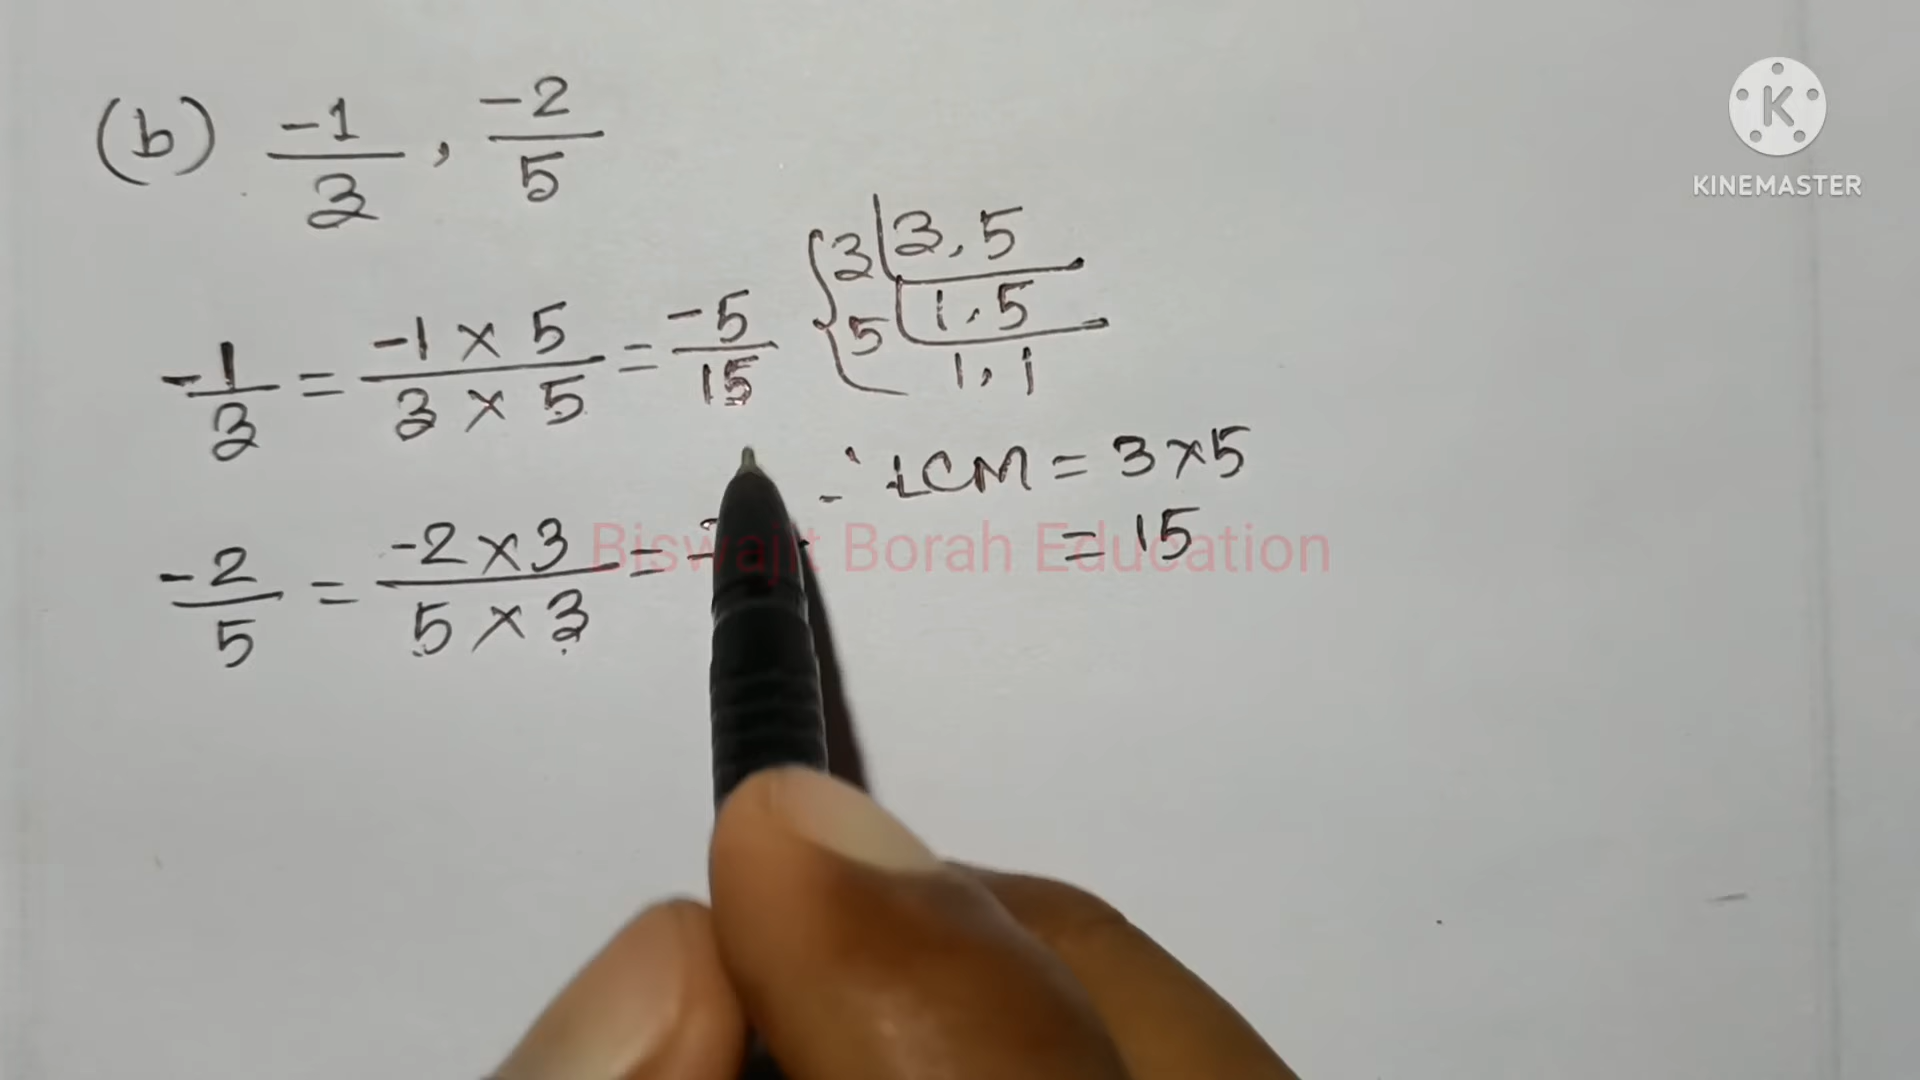 (b) -1/3 , -2/5
3 | 3, 5
5 | 1, 5
1, 1
-1/3 = -1 × 5 / 3 × 5 = -5/15
∴ LCM = 3 × 5
= 15
-2/5 = -2 × 3 / 5 × 3 =
Biswajit Borah Education
K
KINEMASTER